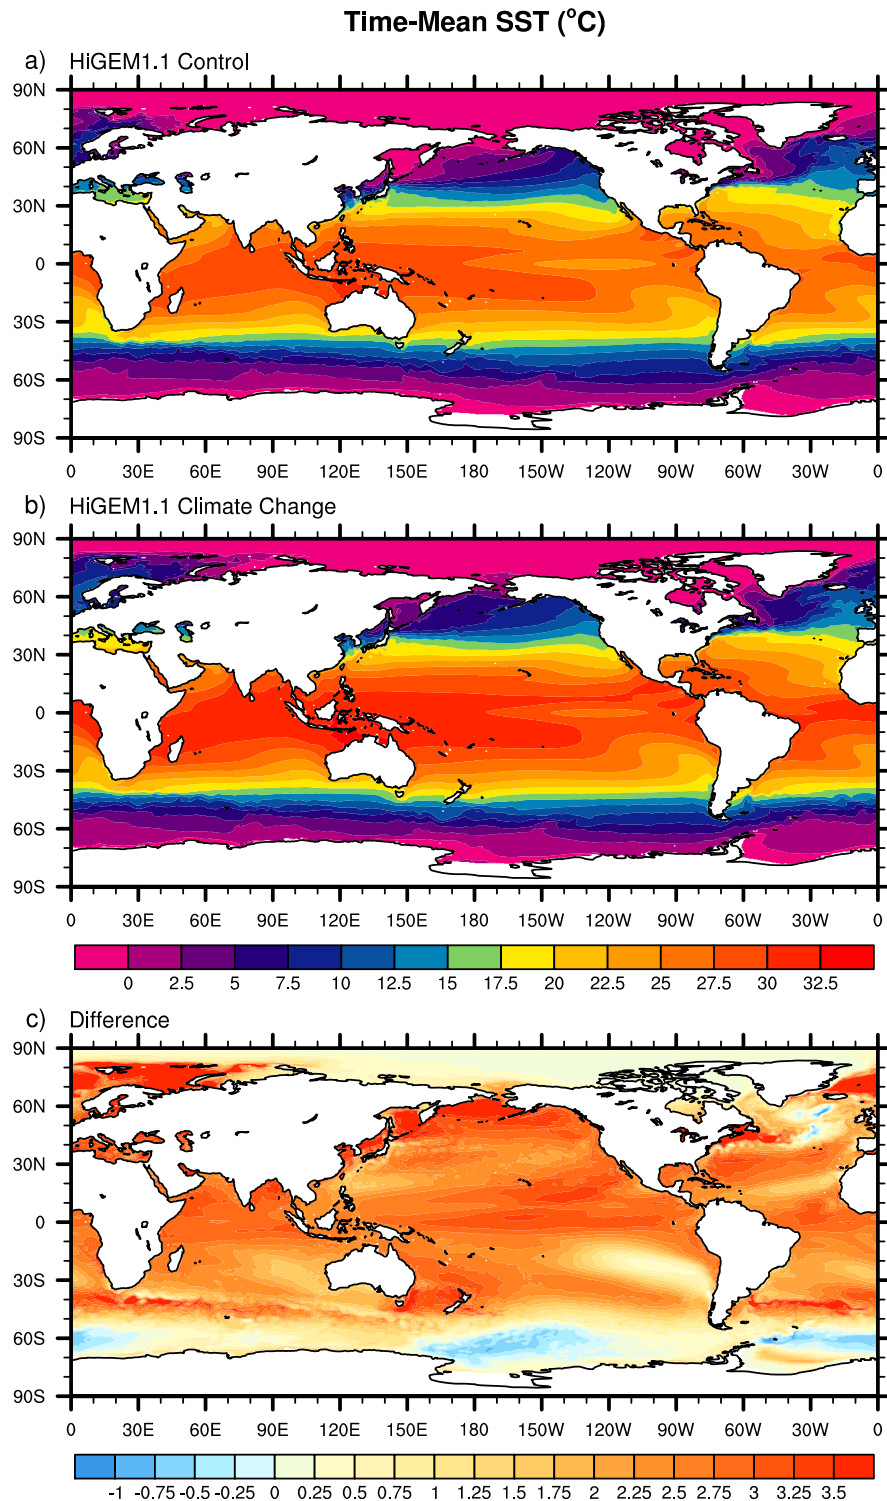 Time-Mean SST (°C)
a) HiGEM1.1 Control
90N
60N
30N
0
30S
60S
90S
0 30E 60E 90E 120E 150E 180 150W 120W 90W 60W 30W 0
b) HiGEM1.1 Climate Change
90N
60N
30N
0
30S
60S
90S
0 30E 60E 90E 120E 150E 180 150W 120W 90W 60W 30W 0
0 2.5 5 7.5 10 12.5 15 17.5 20 22.5 25 27.5 30 32.5
c) Difference
90N
60N
30N
0
30S
60S
90S
0 30E 60E 90E 120E 150E 180 150W 120W 90W 60W 30W 0
-1 -0.75 -0.5 -0.25 0 0.25 0.5 0.75 1 1.25 1.5 1.75 2 2.25 2.5 2.75 3 3.25 3.5